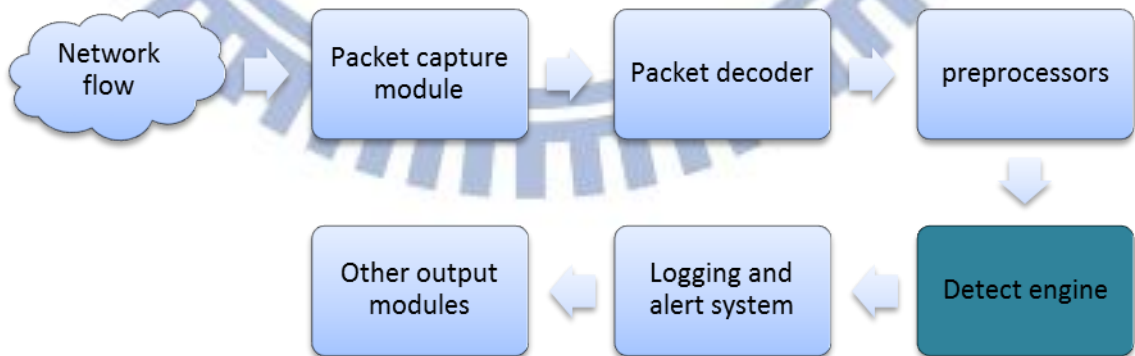 Network
flow
Packet capture
module
Packet decoder
preprocessors
Other output
modules
Logging and
alert system
Detect engine